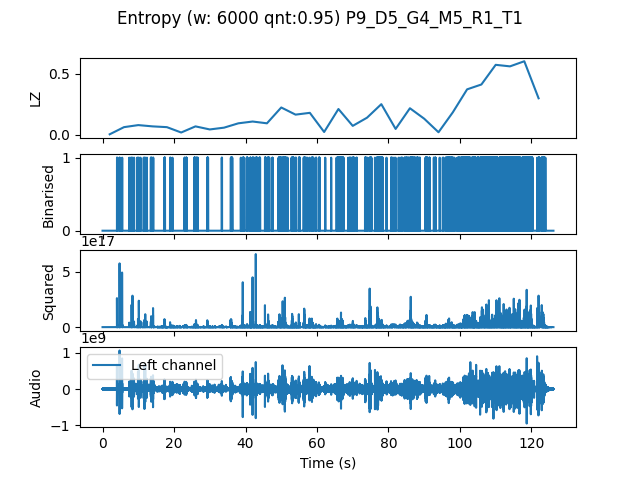 Entropy (w: 6000 qnt:0.95) P9_D5_G4_M5_R1_T1
0.5
LZ
0.0
1
Binarised
0
1e17
5
Squared
0
1e9
1
Left channel
Audio
0
−1
0 20 40 60 80 100 120
Time (s)